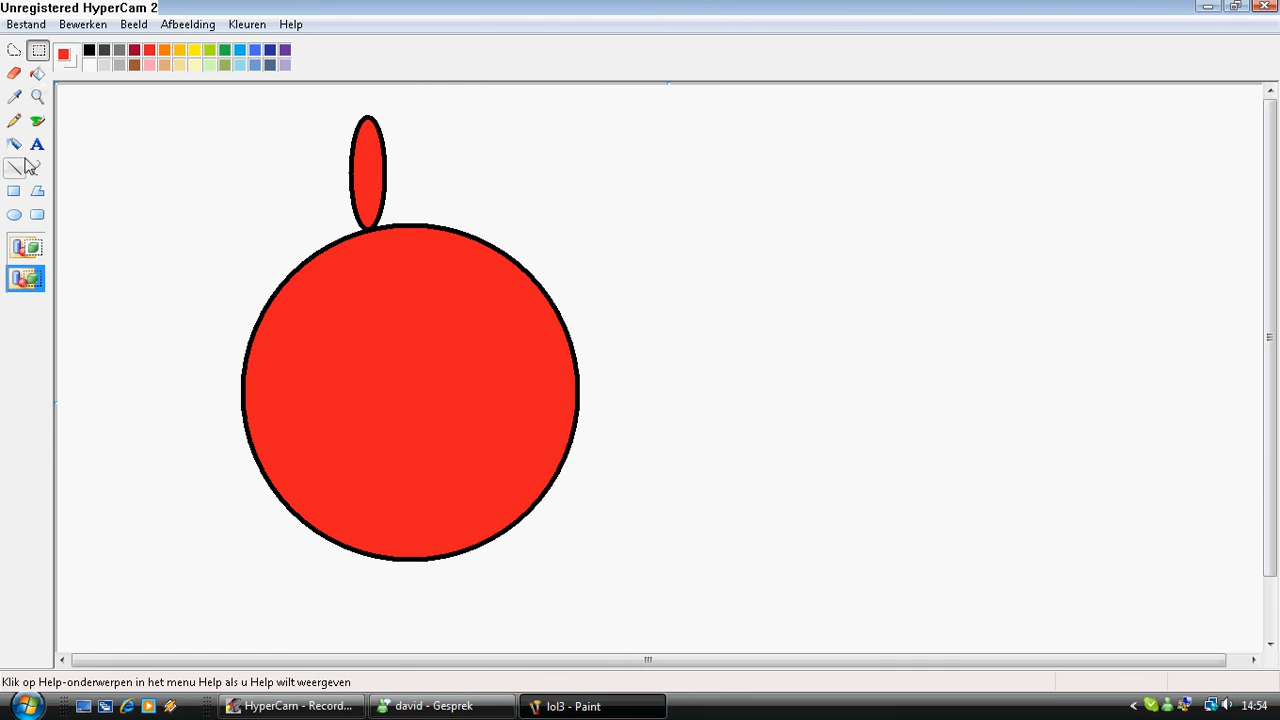 Unregistered HyperCam 2
Bestand Bewerken Beeld Afbeelding Kleuren Help
A
Klik op Help-onderwerpen in het menu Help als u Help wilt weergeven
HyperCam - Record... david - Gesprek lol3 - Paint 14:54